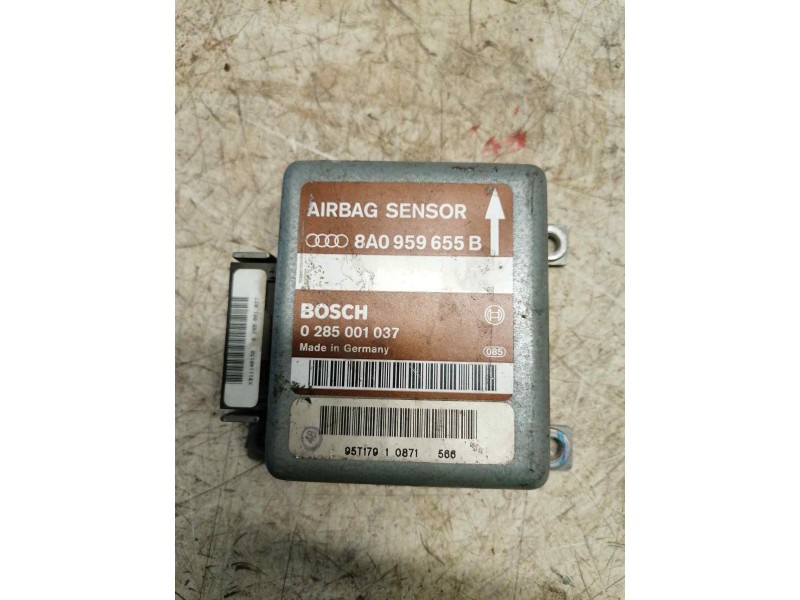 AIRBAG SENSOR
8A0 959 655 B
BOSCH
0 285 001 037
Made in Germany
085
95T179 1 0871 566